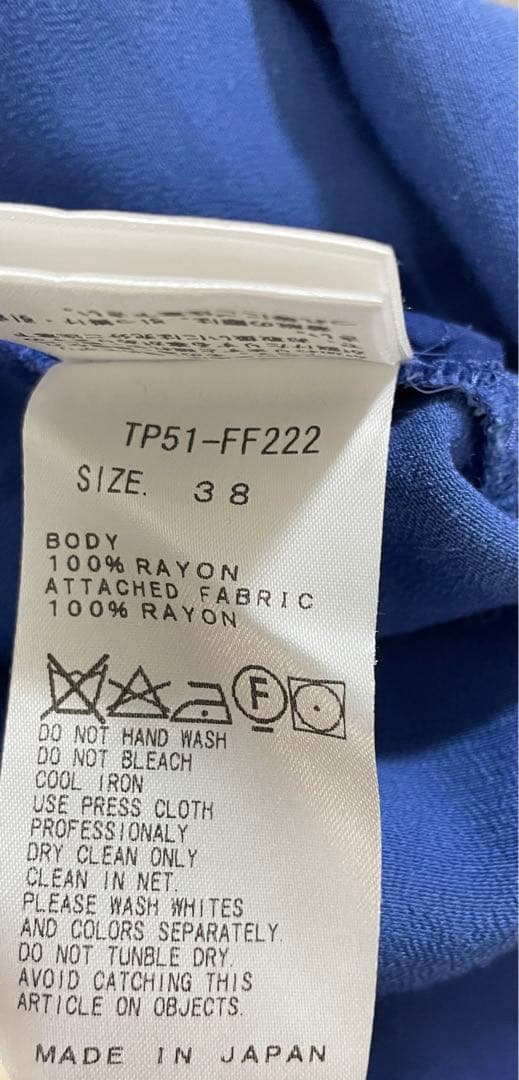 TP51-FF222
SIZE. 38
BODY
100% RAYON
ATTACHED FABRIC
100% RAYON
F
DO NOT HAND WASH
DO NOT BLEACH
COOL IRON
USE PRESS CLOTH
PROFESSIONALY
DRY CLEAN ONLY
CLEAN IN NET.
PLEASE WASH WHITES
AND COLORS SEPARATELY.
DO NOT TUNBLE DRY.
AVOID CATCHING THIS
ARTICLE ON OBJECTS.
MADE IN JAPAN